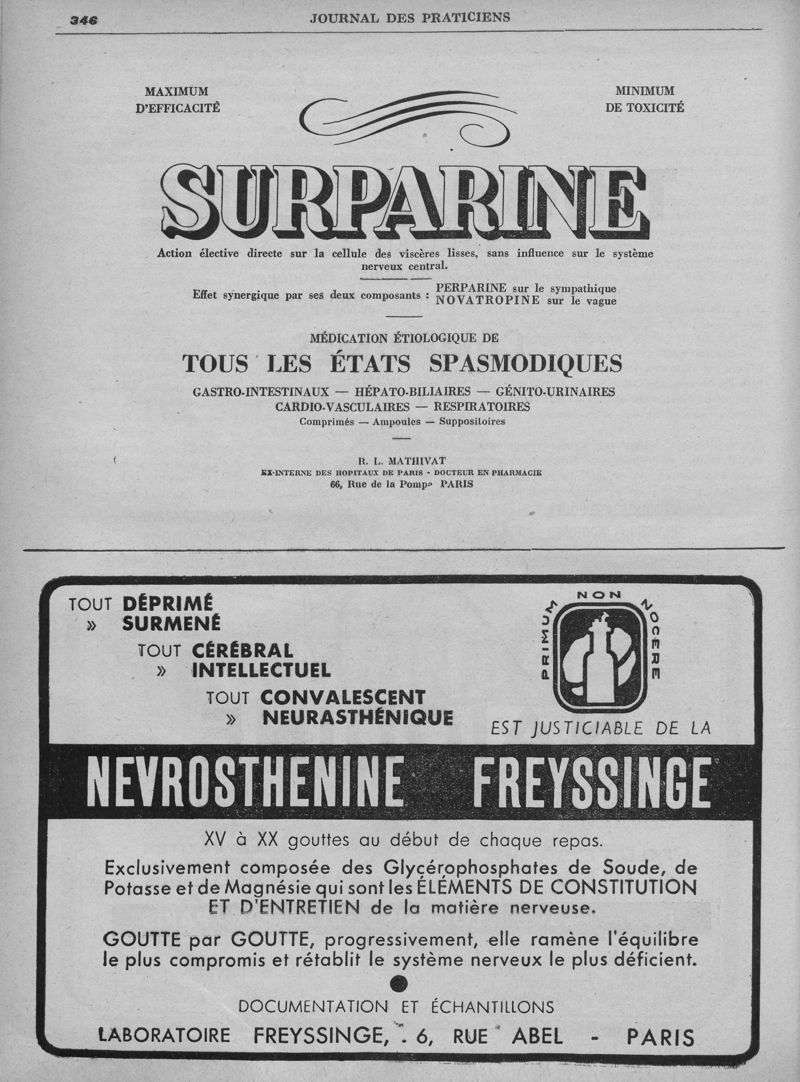 346
JOURNAL DES PRATICIENS
MAXIMUM
D'EFFICACITÉ
MINIMUM
DE TOXICITÉ
SURPARINE
Action élective directe sur la cellule des viscères lisses, sans influence sur le système
nerveux central.
Effet synergique par ses deux composants :
PERPARINE sur le sympathique
NOVATROPINE sur le vague
MÉDICATION ÉTIOLOGIQUE DE
TOUS LES ÉTATS SPASMODIQUES
GASTRO-INTESTINAUX — HÉPATO-BILIAIRES — GÉNITO-URINAIRES
CARDIO-VASCULAIRES — RESPIRATOIRES
Comprimés — Ampoules — Suppositoires
R. L. MATHIVAT
EX-INTERNE DES HOPITAUX DE PARIS - DOCTEUR EN PHARMACIE
66, Rue de la Pompe PARIS
TOUT DÉPRIMÉ
» SURMENÉ
TOUT CÉRÉBRAL
» INTELLECTUEL
TOUT CONVALESCENT
» NEURASTHÉNIQUE
PRIMUM NON NOCERE
EST JUSTICIABLE DE LA
NEVROSTHENINE FREYSSINGE
XV à XX gouttes au début de chaque repas.
Exclusivement composée des Glycérophosphates de Soude, de
Potasse et de Magnésie qui sont les ÉLÉMENTS DE CONSTITUTION
ET D'ENTRETIEN de la matière nerveuse.
GOUTTE par GOUTTE, progressivement, elle ramène l'équilibre
le plus compromis et rétablit le système nerveux le plus déficient.
DOCUMENTATION ET ÉCHANTILLONS
LABORATOIRE FREYSSINGE, 6, RUE ABEL - PARIS